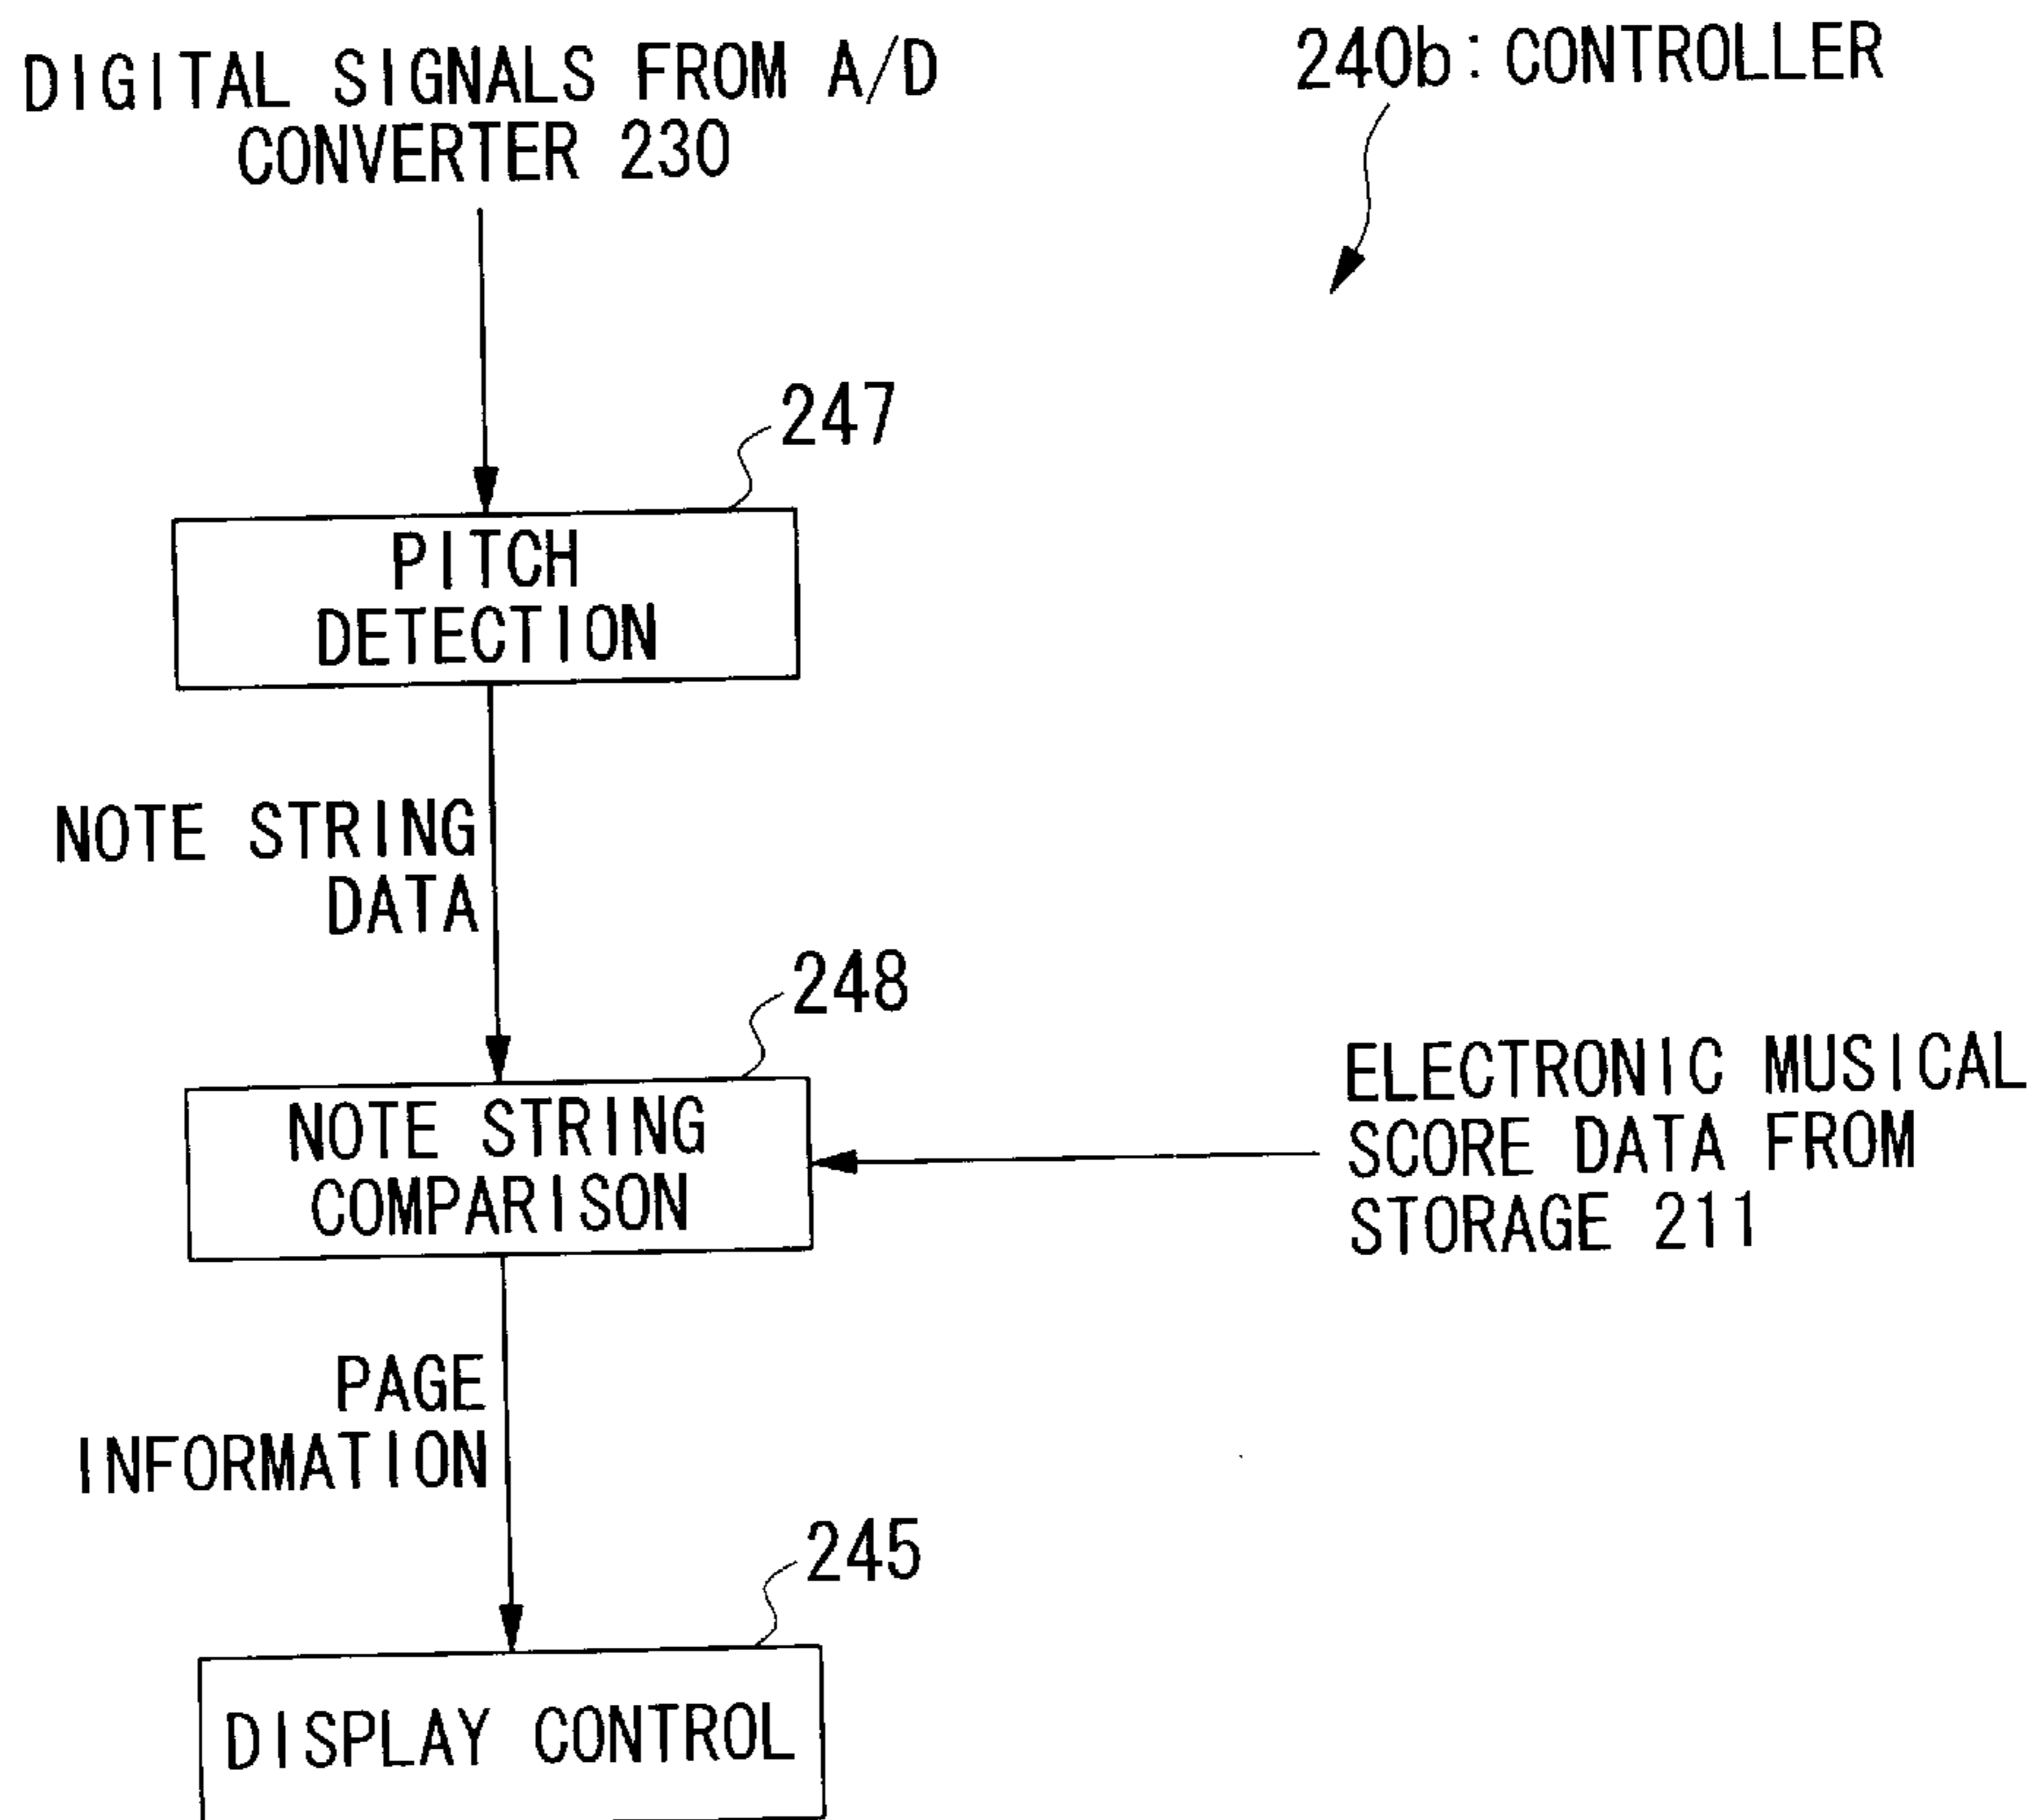 DIGITAL SIGNALS FROM A/D
CONVERTER 230
240b: CONTROLLER
247
PITCH
DETECTION
NOTE STRING
DATA
248
NOTE STRING
COMPARISON
ELECTRONIC MUSICAL
SCORE DATA FROM
STORAGE 211
PAGE
INFORMATION
245
DISPLAY CONTROL